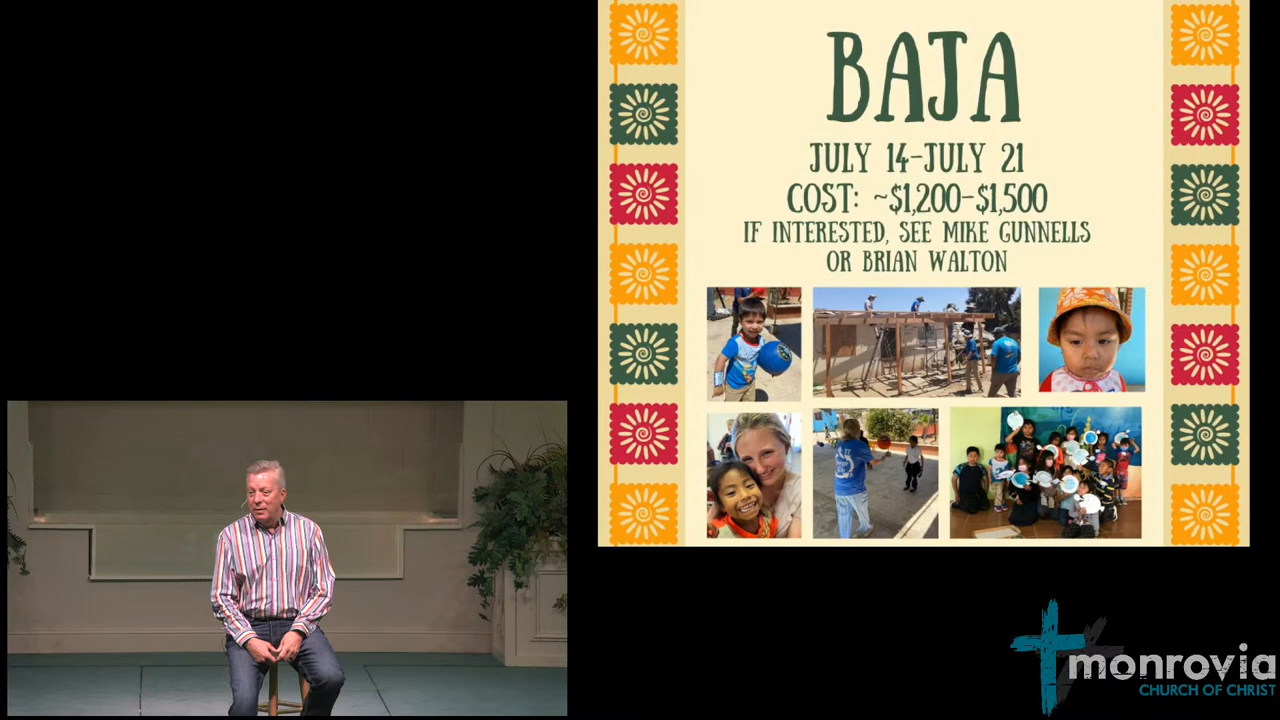 BAJA
JULY 14-JULY 21
COST: ~$1,200-$1,500
IF INTERESTED, SEE MIKE GUNNELLS
OR BRIAN WALTON
monrovia
CHURCH OF CHRIST